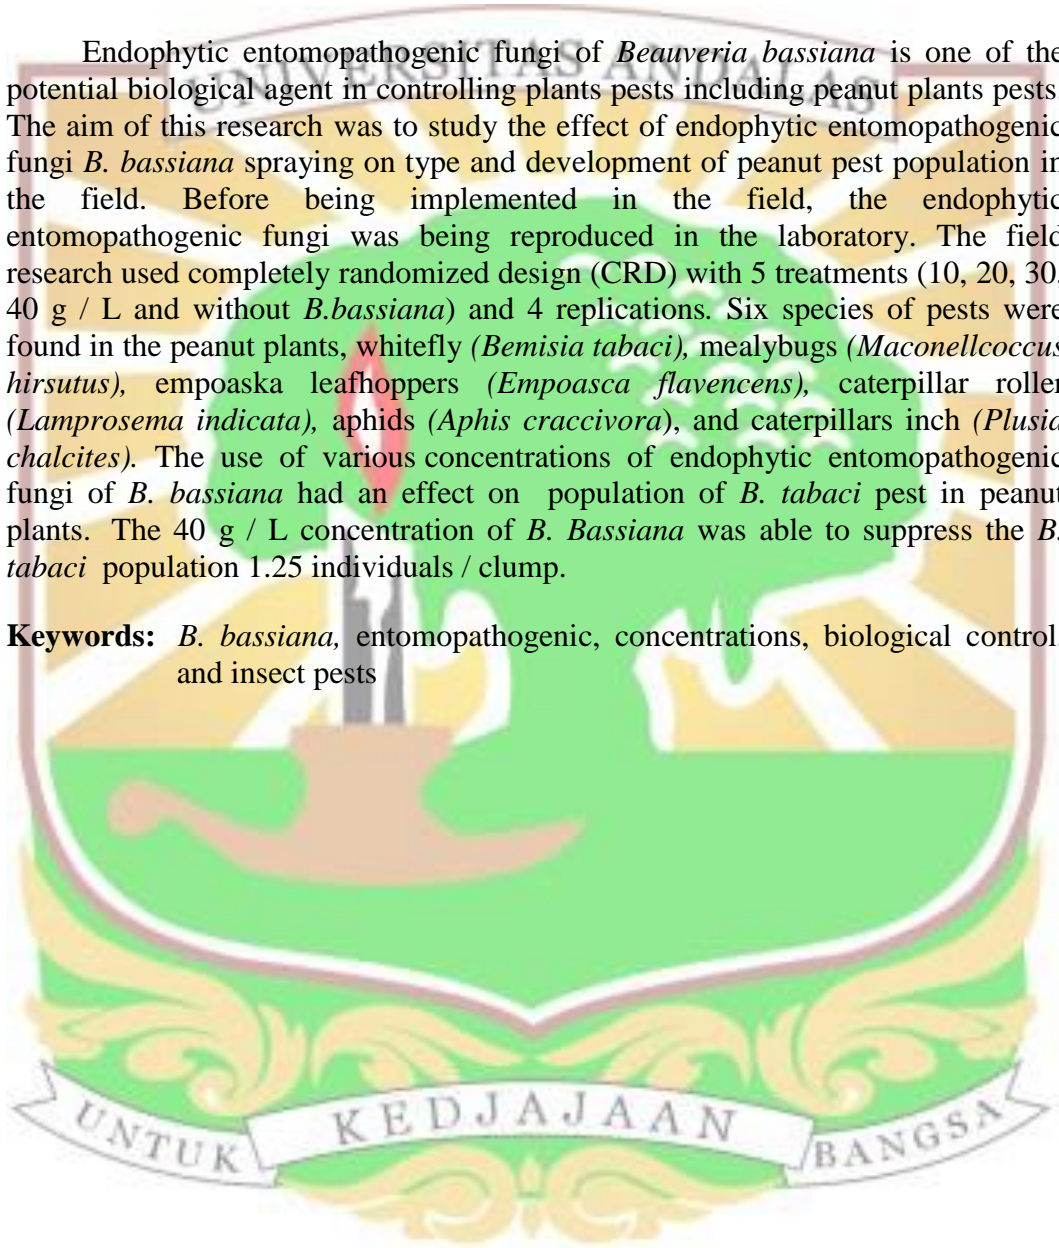 UNIVERSITAS ANDALAS
Endophytic entomopathogenic fungi of Beauveria bassiana is one of the
potential biological agent in controlling plants pests including peanut plants pests.
The aim of this research was to study the effect of endophytic entomopathogenic
fungi B. bassiana spraying on type and development of peanut pest population in
the field. Before being implemented in the field, the endophytic
entomopathogenic fungi was being reproduced in the laboratory. The field
research used completely randomized design (CRD) with 5 treatments (10, 20, 30,
40 g / L and without B.bassiana) and 4 replications. Six species of pests were
found in the peanut plants, whitefly (Bemisia tabaci), mealybugs (Maconellcoccus
hirsutus), empoaska leafhoppers (Empoasca flavencens), caterpillar roller
(Lamprosema indicata), aphids (Aphis craccivora), and caterpillars inch (Plusia
chalcites). The use of various concentrations of endophytic entomopathogenic
fungi of B. bassiana had an effect on population of B. tabaci pest in peanut
plants. The 40 g / L concentration of B. Bassiana was able to suppress the B.
tabaci population 1.25 individuals / clump.
Keywords: B. bassiana, entomopathogenic, concentrations, biological control,
and insect pests
UNTUK KEDJAJAAN BANGSA